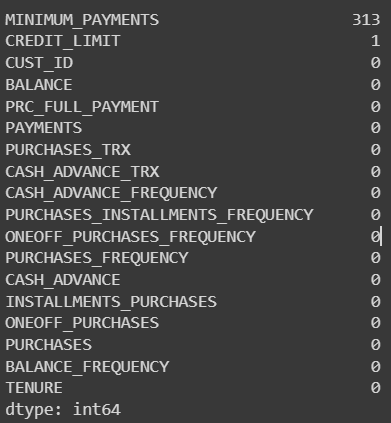 MINIMUM_PAYMENTS 313
CREDIT_LIMIT 1
CUST_ID 0
BALANCE 0
PRC_FULL_PAYMENT 0
PAYMENTS 0
PURCHASES_TRX 0
CASH_ADVANCE_TRX 0
CASH_ADVANCE_FREQUENCY 0
PURCHASES_INSTALLMENTS_FREQUENCY 0
ONEOFF_PURCHASES_FREQUENCY 0
PURCHASES_FREQUENCY 0
CASH_ADVANCE 0
INSTALLMENTS_PURCHASES 0
ONEOFF_PURCHASES 0
PURCHASES 0
BALANCE_FREQUENCY 0
TENURE 0
dtype: int64